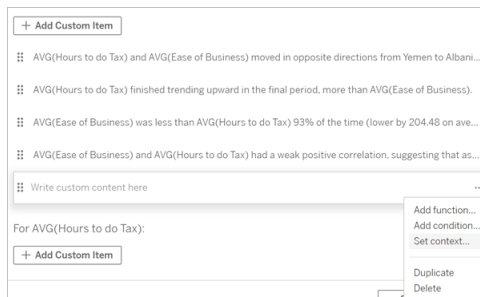 + Add Custom Item
AVG(Hours to do Tax) and AVG(Ease of Business) moved in opposite directions from Yemen to Albani...
AVG(Hours to do Tax) finished trending upward in the final period, more than AVG(Ease of Business).
AVG(Ease of Business) was less than AVG(Hours to do Tax) 93% of the time (lower by 204.48 on ave...
AVG(Ease of Business) and AVG(Hours to do Tax) had a weak positive correlation, suggesting that as...
Write custom content here
Add function...
Add condition...
For AVG(Hours to do Tax):
Set context...
+ Add Custom Item
Duplicate
Delete